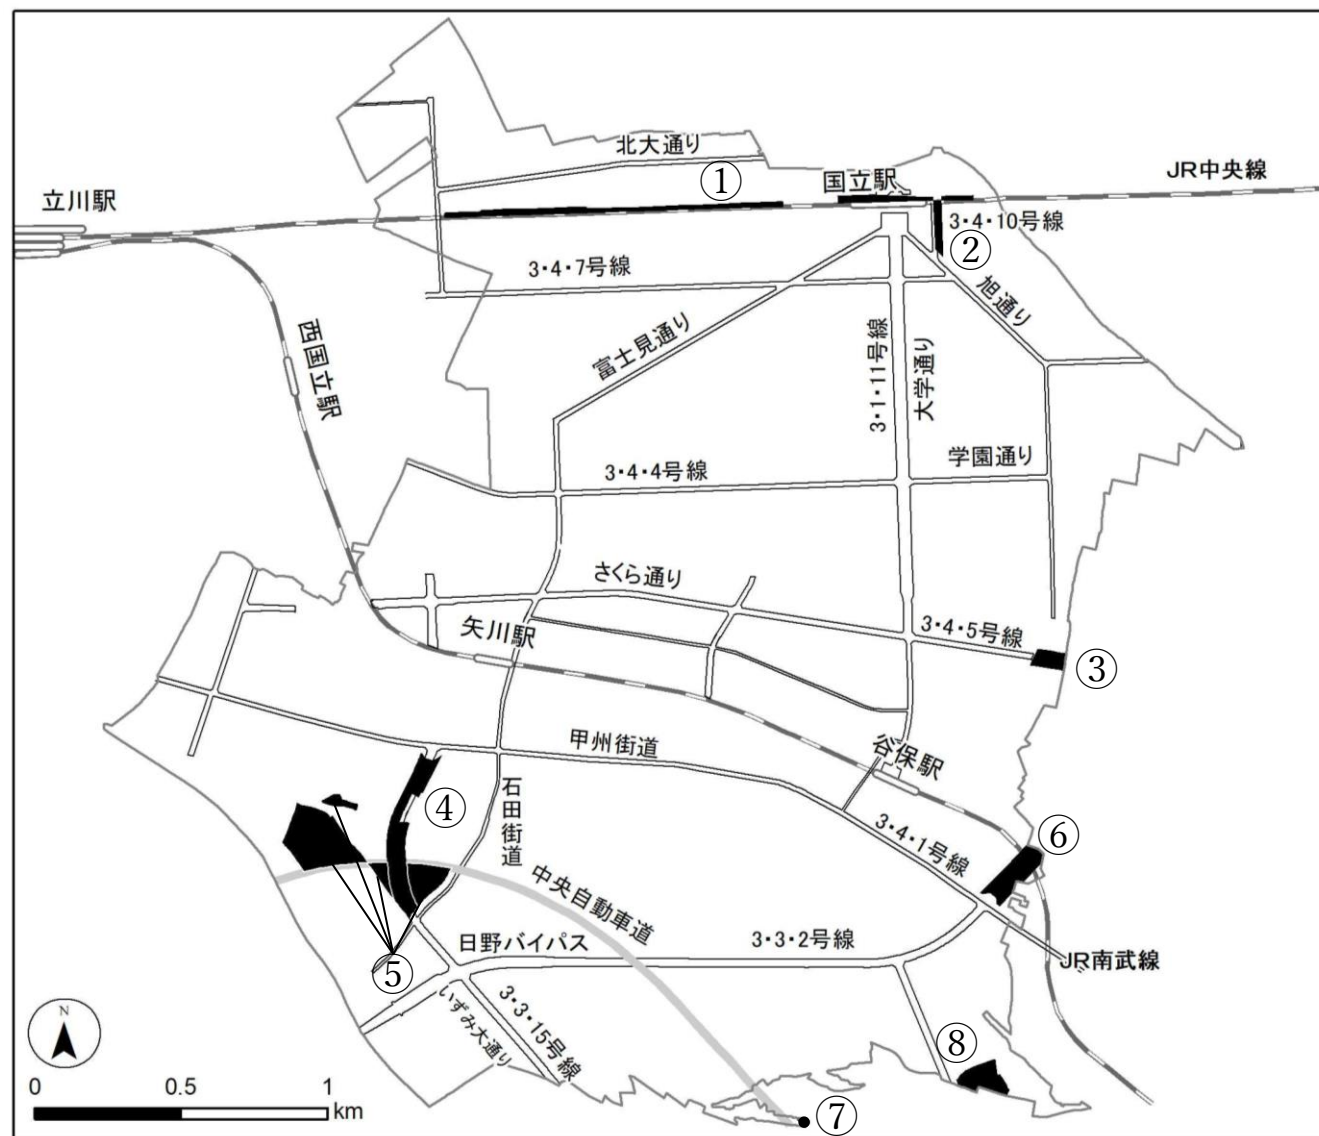 北大通り
①
国立駅
JR中央線
立川駅
3・4・10号線
②
3・4・7号線
旭通り
富士見通り
3・1・11号線
大学通り
西国立駅
学園通り
3・4・4号線
さくら通り
矢川駅
3・4・5号線
③
甲州街道
谷保駅
④
石田街道
3・4・1号線
⑥
中央自動車道
日野バイパス
3・3・2号線
JR南武線
⑤
3・3・15号線
いずみ大通り
N
⑧
⑦
0 0.5 1
km